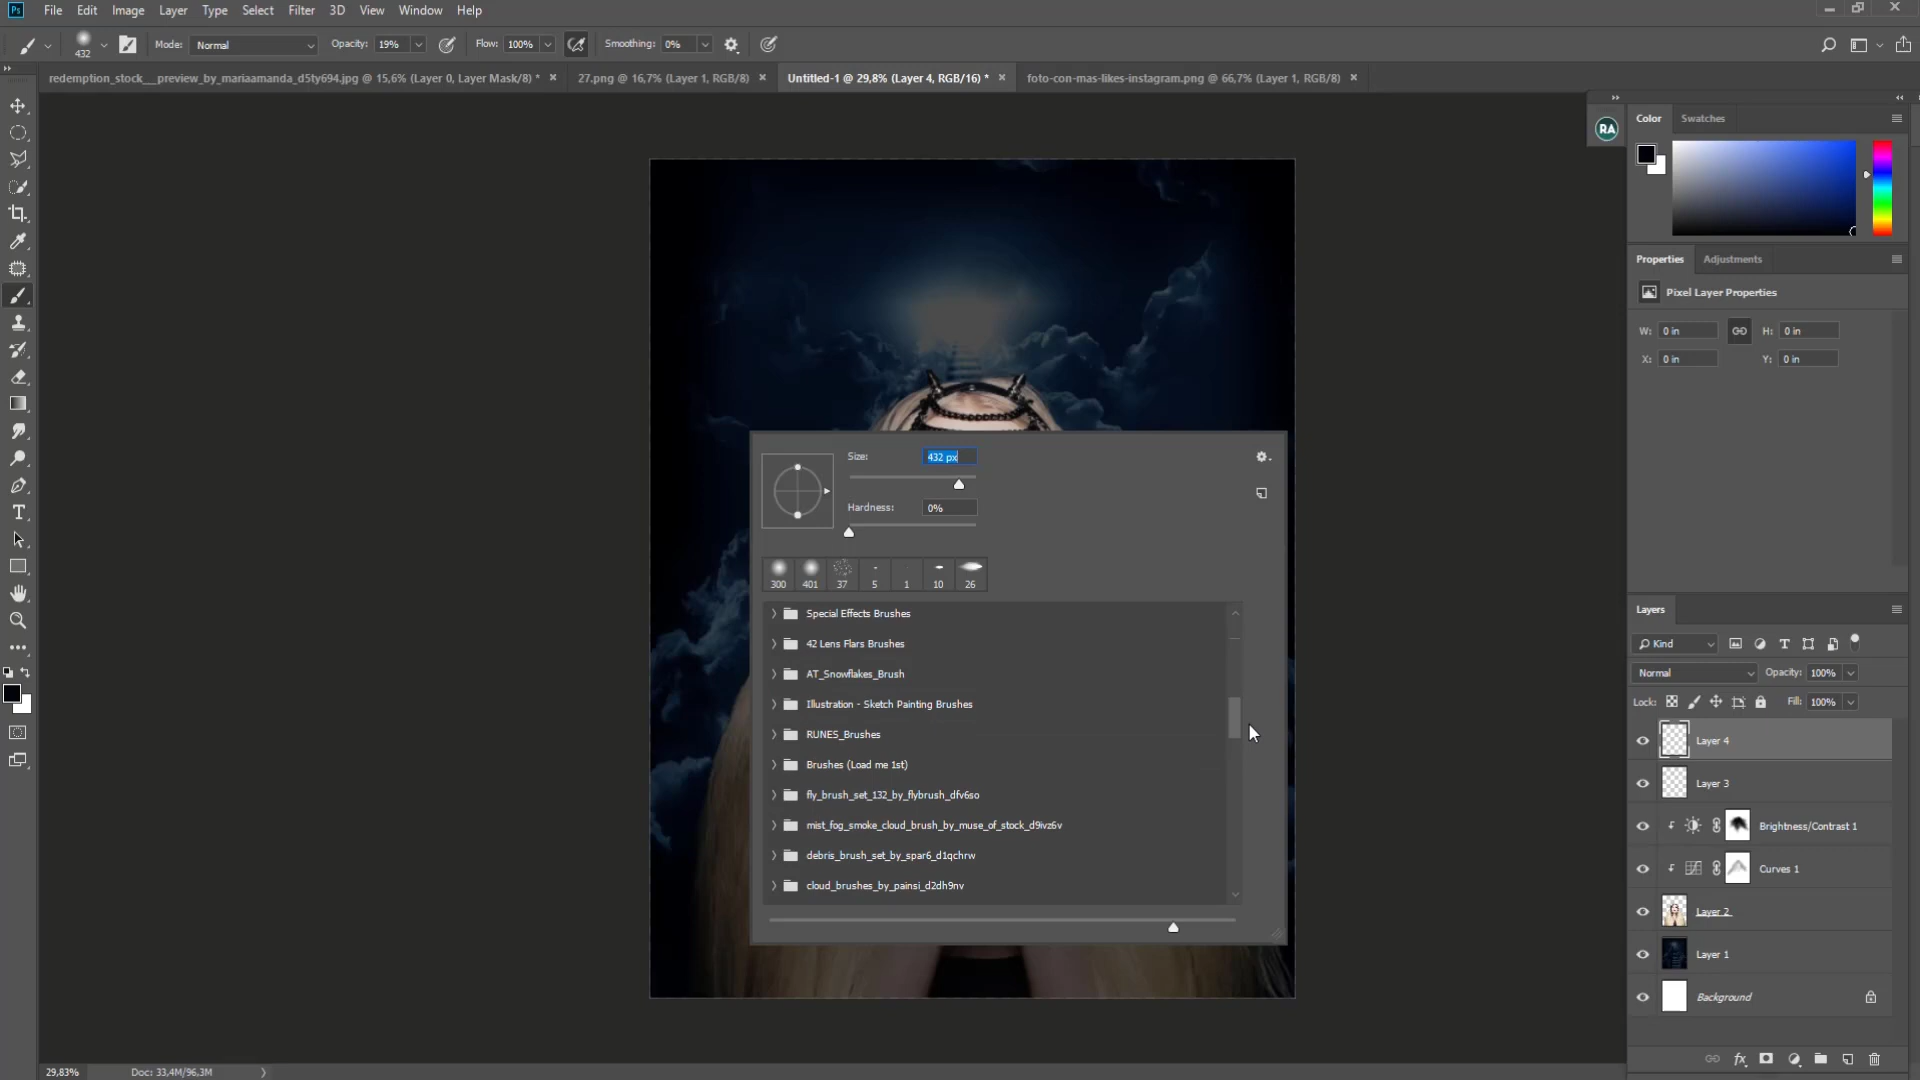 Ps File Edit Image Layer Type Select Filter 3D View Window Help
432 Mode: Normal Opacity: 19% Flow: 100% Smoothing: 0%
redemption_stock___preview_by_mariaamanda_d5ty694.jpg @ 15,6% (Layer 0, Layer Mask/8) * 27.png @ 16,7% (Layer 1, RGB/8) Untitled-1 @ 29,8% (Layer 4, RGB/16) * foto-con-mas-likes-instagram.png @ 66,7% (Layer 1, RGB/8)
Color Swatches
RA
Properties Adjustments
Pixel Layer Properties
W: 0 in H: 0 in
X: 0 in Y: 0 in
Size: 432 px
Hardness: 0%
300 401 37 5 1 10 26
Special Effects Brushes
42 Lens Flars Brushes
AT_Snowflakes_Brush
Illustration - Sketch Painting Brushes
RUNES_Brushes
Brushes (Load me 1st)
fly_brush_set_132_by_flybrush_dfv6so
mist_fog_smoke_cloud_brush_by_muse_of_stock_d9ivz6v
debris_brush_set_by_spar6_d1qchrw
cloud_brushes_by_painsi_d2dh9nv
Layers
Kind
Normal Opacity: 100%
Lock: Fill: 100%
Layer 4
Layer 3
Brightness/Contrast 1
Curves 1
Layer 2
Layer 1
Background
29,83% Doc: 33,4M/96,3M